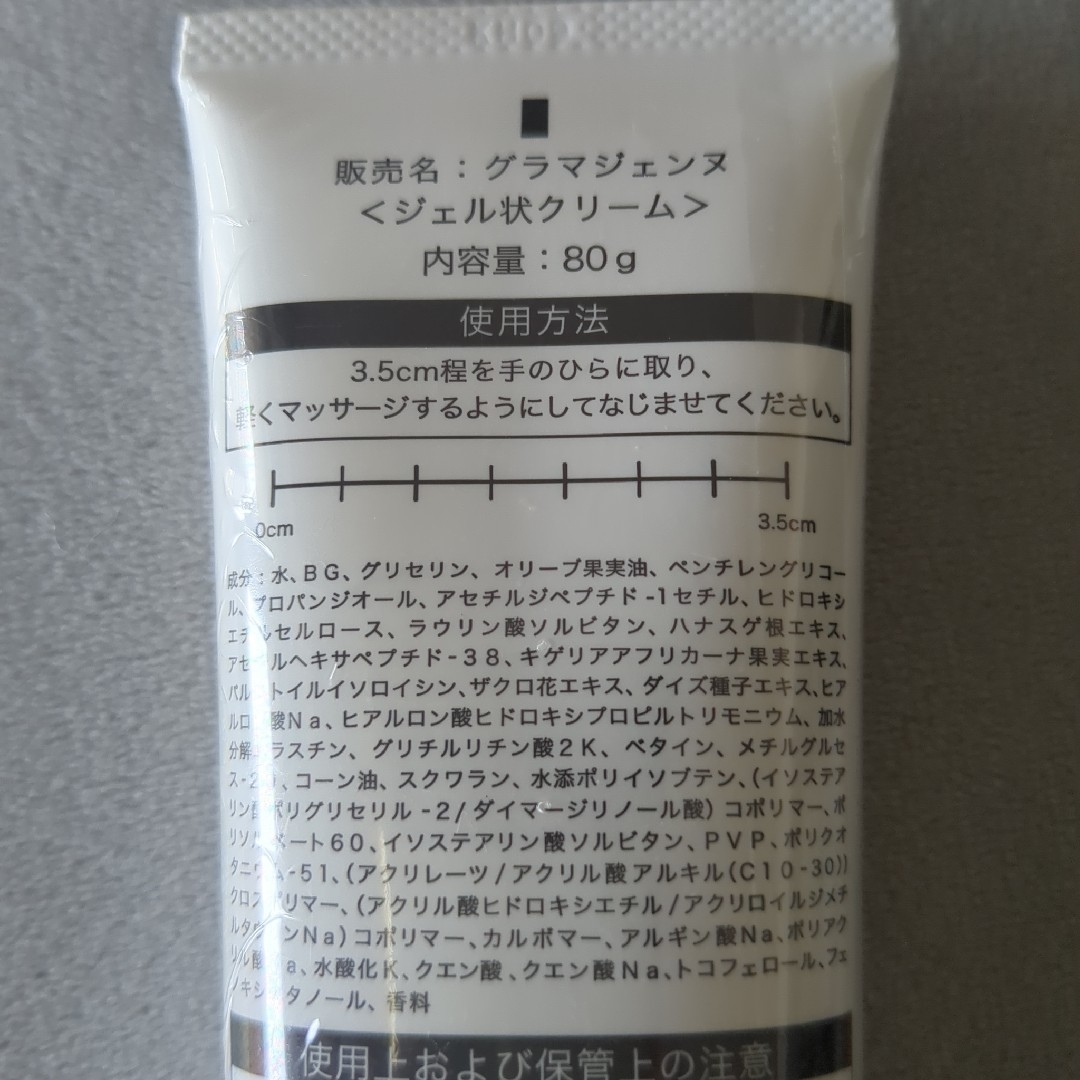 販売名：グラマジェンヌ
＜ジェル状クリーム＞
内容量：80g
使用方法
3.5cm程を手のひらに取り、
軽くマッサージするようにしてなじませてください。
0cm 3.5cm
成分：水、BG、グリセリン、オリーブ果実油、ペンチレングリコー
ル、プロパンジオール、アセチルジペプチド-1セチル、ヒドロキシ
エチルセルロース、ラウリン酸ソルビタン、ハナスゲ根エキス、
アセチルヘキサペプチド-38、キゲリアアフリカーナ果実エキス、
パルミトイルイソロイシン、ザクロ花エキス、ダイズ種子エキス、ヒア
ルロン酸Na、ヒアルロン酸ヒドロキシプロピルトリモニウム、加水
分解エラスチン、グリチルリチン酸2K、ベタイン、メチルグルセ
ス-20、コーン油、スクワラン、水添ポリイソブテン、（イソステア
リン酸ポリグリセリル-2/ダイマージリノール酸）コポリマー、ポ
リソルベート60、イソステアリン酸ソルビタン、PVP、ポリクオ
タニウム-51、（アクリレーツ/アクリル酸アルキル(C10-30)）
クロスポリマー、（アクリル酸ヒドロキシエチル/アクリロイルジメチ
ルタウリンNa）コポリマー、カルボマー、アルギン酸Na、ポリアク
リル酸Na、水酸化K、クエン酸、クエン酸Na、トコフェロール、フェ
ノキシエタノール、香料
使用上および保管上の注意